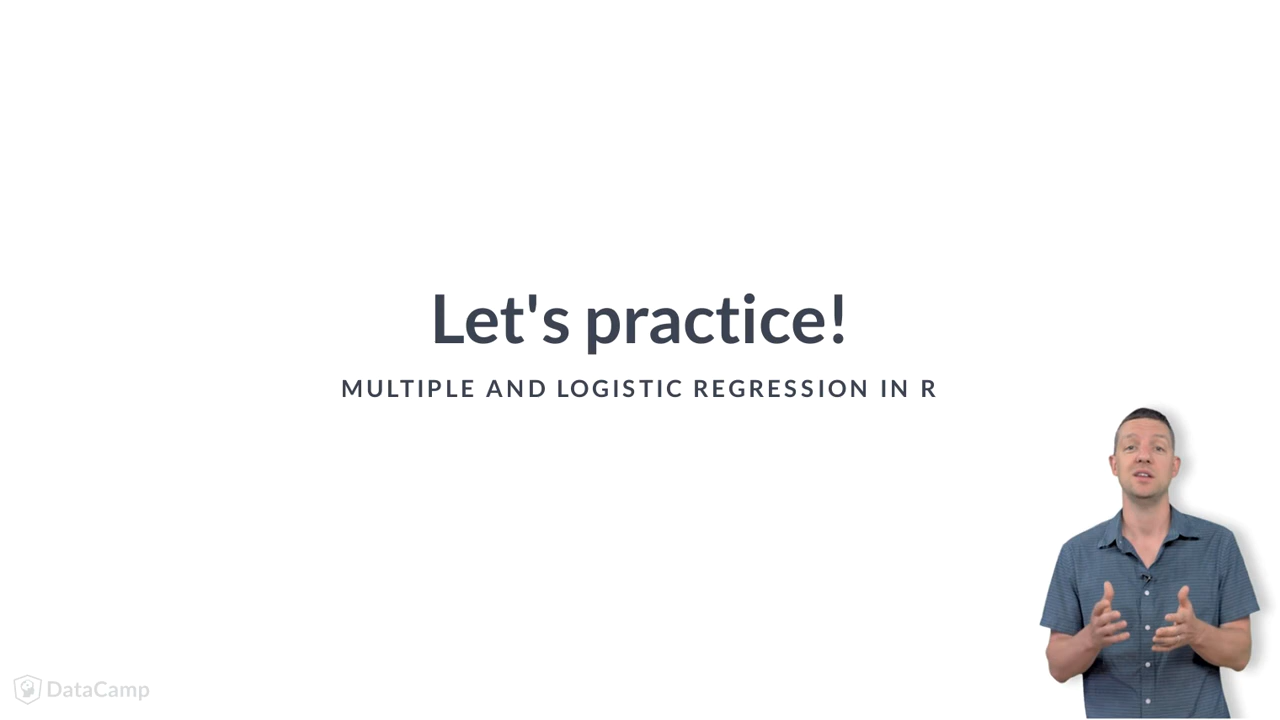 Let's practice!
MULTIPLE AND LOGISTIC REGRESSION IN R
DataCamp